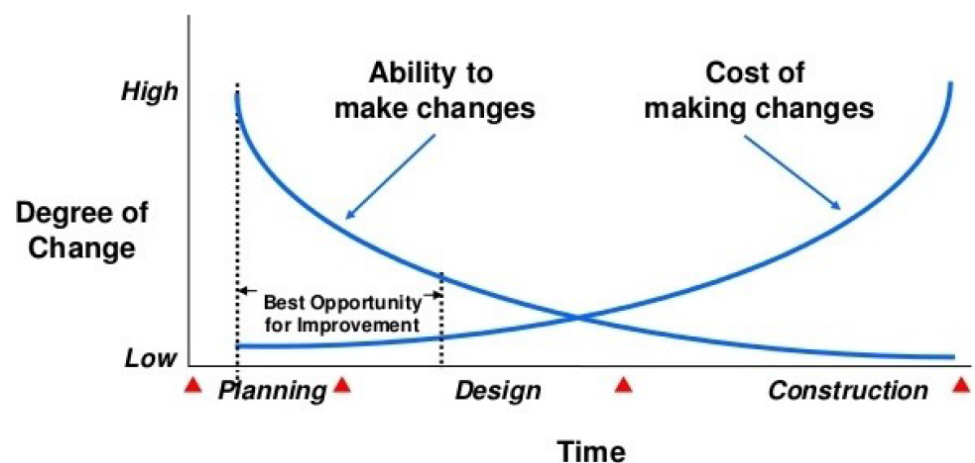 Ability to
make changes
Cost of
making changes
High
Degree of
Change
Best Opportunity
for Improvement
Low
Planning
Design
Construction
Time